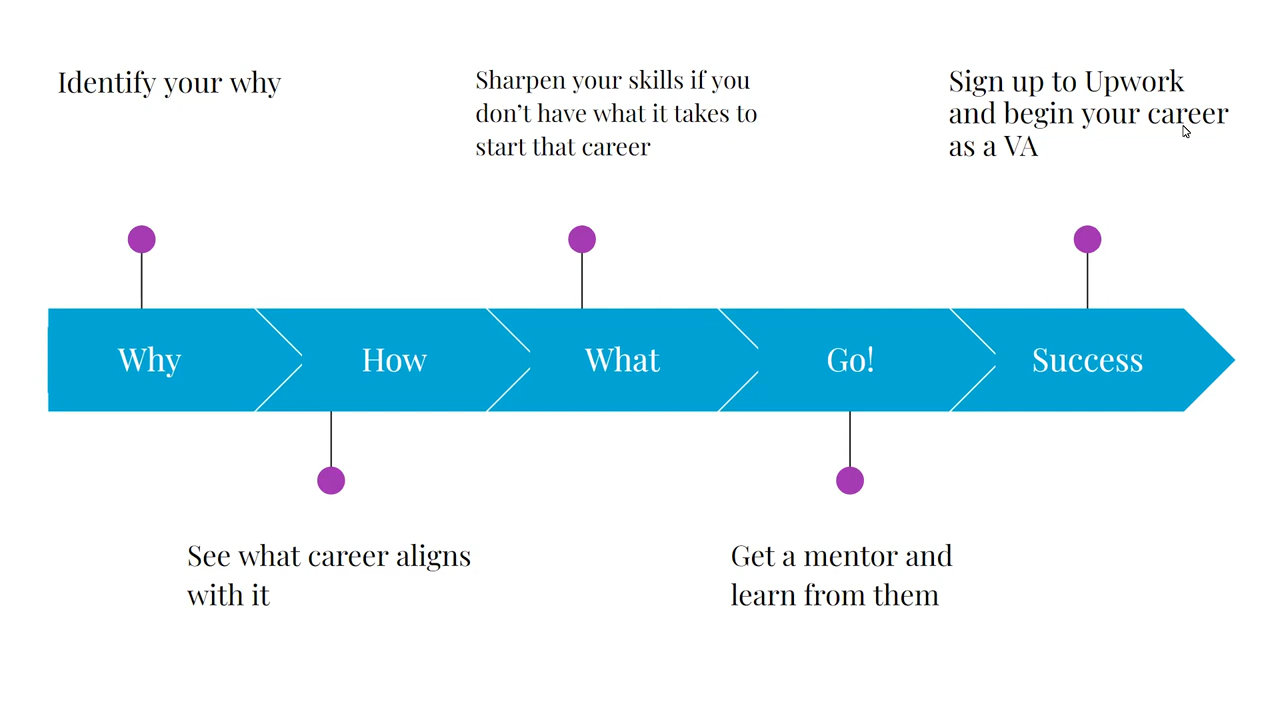 Identify your why
Sharpen your skills if you
don’t have what it takes to
start that career
Sign up to Upwork
and begin your career
as a VA
Why
How
What
Go!
Success
See what career aligns
with it
Get a mentor and
learn from them